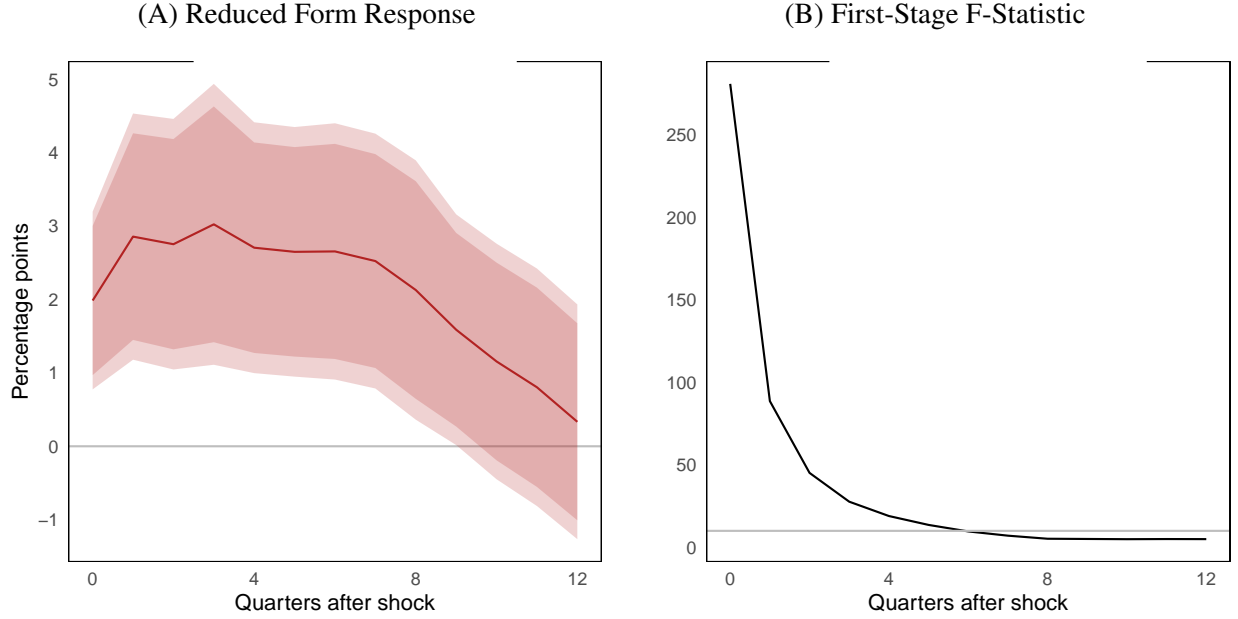 (A) Reduced Form Response
5
4
3
2
1
0
−1
Percentage points
0 4 8 12
Quarters after shock
(B) First-Stage F-Statistic
250
200
150
100
50
0
0 4 8 12
Quarters after shock